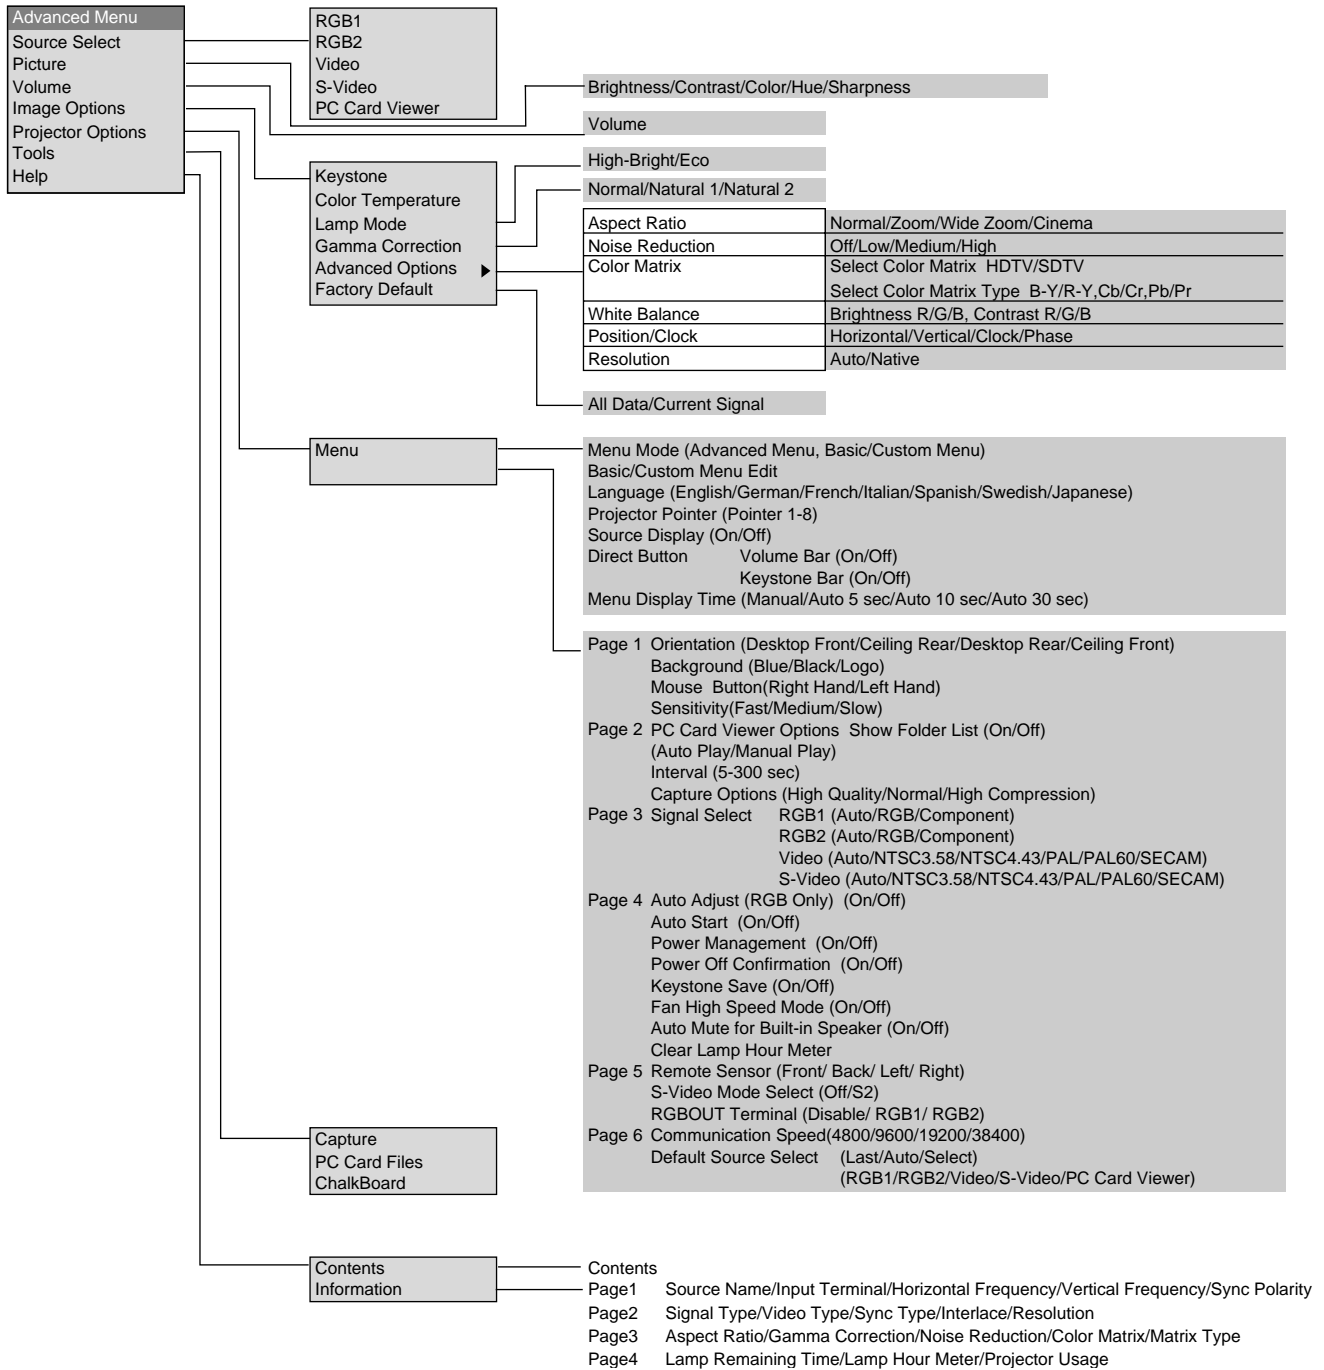 Advanced Menu
Source Select
Picture
Volume
Image Options
Projector Options
Tools
Help
RGB1
RGB2
Video
S-Video
PC Card Viewer
Brightness/Contrast/Color/Hue/Sharpness
Volume
High-Bright/Eco
Normal/Natural 1/Natural 2
Keystone
Color Temperature
Lamp Mode
Gamma Correction
Advanced Options
Factory Default
Aspect Ratio Normal/Zoom/Wide Zoom/Cinema
Noise Reduction Off/Low/Medium/High
Color Matrix Select Color Matrix HDTV/SDTV
Select Color Matrix Type B-Y/R-Y,Cb/Cr,Pb/Pr
White Balance Brightness R/G/B, Contrast R/G/B
Position/Clock Horizontal/Vertical/Clock/Phase
Resolution Auto/Native
All Data/Current Signal
Menu
Menu Mode (Advanced Menu, Basic/Custom Menu)
Basic/Custom Menu Edit
Language (English/German/French/Italian/Spanish/Swedish/Japanese)
Projector Pointer (Pointer 1-8)
Source Display (On/Off)
Direct Button Volume Bar (On/Off)
Keystone Bar (On/Off)
Menu Display Time (Manual/Auto 5 sec/Auto 10 sec/Auto 30 sec)
Page 1 Orientation (Desktop Front/Ceiling Rear/Desktop Rear/Ceiling Front)
Background (Blue/Black/Logo)
Mouse Button(Right Hand/Left Hand)
Sensitivity(Fast/Medium/Slow)
Page 2 PC Card Viewer Options Show Folder List (On/Off)
(Auto Play/Manual Play)
Interval (5-300 sec)
Capture Options (High Quality/Normal/High Compression)
Page 3 Signal Select RGB1 (Auto/RGB/Component)
RGB2 (Auto/RGB/Component)
Video (Auto/NTSC3.58/NTSC4.43/PAL/PAL60/SECAM)
S-Video (Auto/NTSC3.58/NTSC4.43/PAL/PAL60/SECAM)
Page 4 Auto Adjust (RGB Only) (On/Off)
Auto Start (On/Off)
Power Management (On/Off)
Power Off Confirmation (On/Off)
Keystone Save (On/Off)
Fan High Speed Mode (On/Off)
Auto Mute for Built-in Speaker (On/Off)
Clear Lamp Hour Meter
Page 5 Remote Sensor (Front/ Back/ Left/ Right)
S-Video Mode Select (Off/S2)
RGBOUT Terminal (Disable/ RGB1/ RGB2)
Page 6 Communication Speed(4800/9600/19200/38400)
Default Source Select (Last/Auto/Select)
(RGB1/RGB2/Video/S-Video/PC Card Viewer)
Capture
PC Card Files
ChalkBoard
Contents
Information
Contents
Page1 Source Name/Input Terminal/Horizontal Frequency/Vertical Frequency/Sync Polarity
Page2 Signal Type/Video Type/Sync Type/Interlace/Resolution
Page3 Aspect Ratio/Gamma Correction/Noise Reduction/Color Matrix/Matrix Type
Page4 Lamp Remaining Time/Lamp Hour Meter/Projector Usage